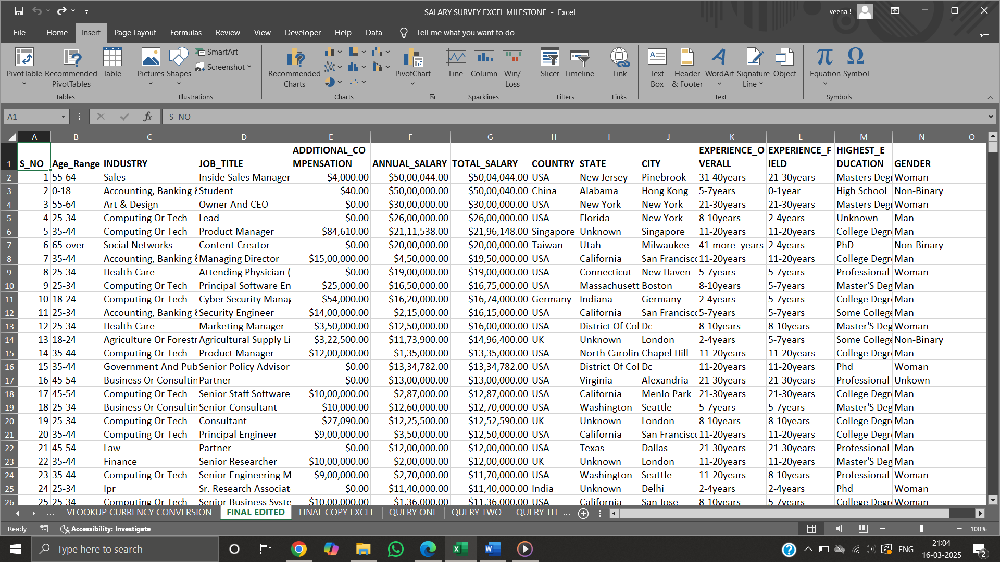 SALARY SURVEY EXCEL MILESTONE - Excel
veena !
File Home Insert Page Layout Formulas Review View Developer Help Data Tell me what you want to do
PivotTable
Recommended PivotTables
Table
Tables
Pictures
Shapes
SmartArt
Screenshot
Illustrations
Recommended Charts
PivotChart
Charts
Line
Column
Win/ Loss
Sparklines
Slicer
Timeline
Filters
Link
Links
Text Box
Header & Footer
WordArt
Signature Line
Object
Text
Equation
Symbol
Symbols
A1 fx S_NO
A B C D E F G H I J K L M N O
1 S_NO Age_Range INDUSTRY JOB_TITLE ADDITIONAL_COMPENSATION ANNUAL_SALARY TOTAL_SALARY COUNTRY STATE CITY EXPERIENCE_OVERALL EXPERIENCE_FIELD HIGHEST_EDUCATION GENDER
2 1 55-64 Sales Inside Sales Manager $4,000.00 $50,00,044.00 $50,04,044.00 USA New Jersey Pinebrook 31-40years 21-30years Masters Degr Woman
3 2 0-18 Accounting, Banking & Student $40.00 $50,00,000.00 $50,00,040.00 China Alabama Hong Kong 5-7years 0-1year High School Non-Binary
4 3 55-64 Art & Design Owner And CEO $0.00 $30,00,000.00 $30,00,000.00 USA New York New York 21-30years 21-30years Masters Degr Woman
5 4 25-34 Computing Or Tech Lead $0.00 $26,00,000.00 $26,00,000.00 USA Florida New York 8-10years 2-4years Unknown Man
6 5 35-44 Computing Or Tech Product Manager $84,610.00 $21,11,538.00 $21,96,148.00 Singapore Unknown Singapore 11-20years 11-20years College Degre Man
7 6 65-over Social Networks Content Creator $0.00 $20,00,000.00 $20,00,000.00 Taiwan Utah Milwaukee 41-more_years 2-4years PhD Non-Binary
8 7 35-44 Accounting, Banking & Managing Director $15,00,000.00 $4,50,000.00 $19,50,000.00 USA California San Francisco 11-20years 11-20years College Degre Man
9 8 25-34 Health Care Attending Physician ( $0.00 $19,00,000.00 $19,00,000.00 USA Connecticut New Haven 5-7years 5-7years Professional Woman
10 9 25-34 Computing Or Tech Principal Software En $25,000.00 $16,50,000.00 $16,75,000.00 USA Massachusett Boston 8-10years 5-7years Master'S Deg Man
11 10 18-24 Computing Or Tech Cyber Security Manag $54,000.00 $16,20,000.00 $16,74,000.00 Germany Indiana Germany 2-4years 5-7years College Degre Man
12 11 25-34 Accounting, Banking & Security Engineer $14,00,000.00 $2,15,000.00 $16,15,000.00 USA California San Francisco 5-7years 5-7years Some College Man
13 12 25-34 Health Care Marketing Manager $3,50,000.00 $12,50,000.00 $16,00,000.00 USA District Of Col Dc 8-10years 8-10years Master'S Deg Woman
14 13 18-24 Agriculture Or Forestr Agricultural Supply Li $3,22,500.00 $11,73,900.00 $14,96,400.00 UK Unknown London 2-4years 5-7years Some College Non-Binary
15 14 35-44 Computing Or Tech Product Manager $12,00,000.00 $1,35,000.00 $13,35,000.00 USA North Carolin Chapel Hill 11-20years 11-20years College Degre Man
16 15 35-44 Government And Pub Senior Policy Advisor $0.00 $13,34,782.00 $13,34,782.00 USA District Of Col Dc 11-20years 11-20years Phd Woman
17 16 45-54 Business Or Consultin Partner $0.00 $13,00,000.00 $13,00,000.00 USA Virginia Alexandria 21-30years 21-30years Professional Unkown
18 17 45-54 Computing Or Tech Senior Staff Software $10,00,000.00 $2,87,000.00 $12,87,000.00 USA California Menlo Park 21-30years 21-30years College Degre Man
19 18 25-34 Business Or Consultin Senior Consultant $10,000.00 $12,60,000.00 $12,70,000.00 USA Washington Seattle 5-7years 5-7years Master'S Deg Man
20 19 25-34 Computing Or Tech Consultant $27,090.00 $12,25,500.00 $12,52,590.00 UK Unknown London 8-10years 8-10years College Degre Man
21 20 35-44 Computing Or Tech Principal Engineer $9,00,000.00 $3,50,000.00 $12,50,000.00 USA California San Francisco 11-20years 11-20years College Degre Man
22 21 45-54 Law Partner $0.00 $12,00,000.00 $12,00,000.00 USA Texas Dallas 21-30years 21-30years Professional Man
23 22 35-44 Finance Senior Researcher $10,00,000.00 $2,00,000.00 $12,00,000.00 UK Unknown London 11-20years 11-20years Master'S Deg Man
24 23 35-44 Computing Or Tech Senior Engineering M $9,00,000.00 $2,70,000.00 $11,70,000.00 USA Washington Seattle 11-20years 8-10years Professional Woman
25 24 25-34 Ipr Sr. Research Associat $0.00 $11,40,000.00 $11,40,000.00 India Unknown Delhi 2-4years 2-4years Phd Woman
26 25 25-34 Computing Or Tech Senior Business Syste $10,00,000.00 $1,36,000.00 $11,36,000.00 USA California San Jose 8-10years 5-7years College Degre Woman
... VLOOKUP CURRENCY CONVERSION FINAL EDITED FINAL COPY EXCEL QUERY ONE QUERY TWO QUERY THI ...
Ready Accessibility: Investigate 100%
Type here to search
ENG
21:04
16-03-2025
2